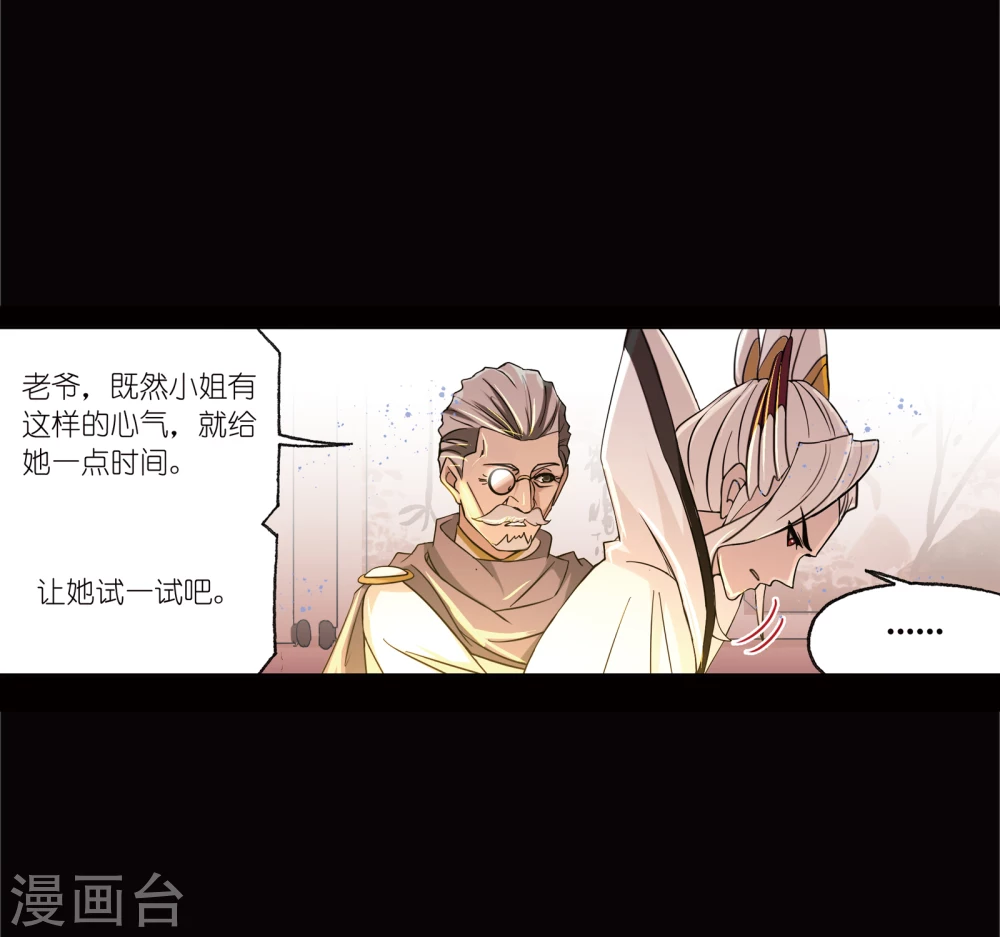 老爷，既然小姐有
这样的心气，就给
她一点时间。
让她试一试吧。
……
漫画台